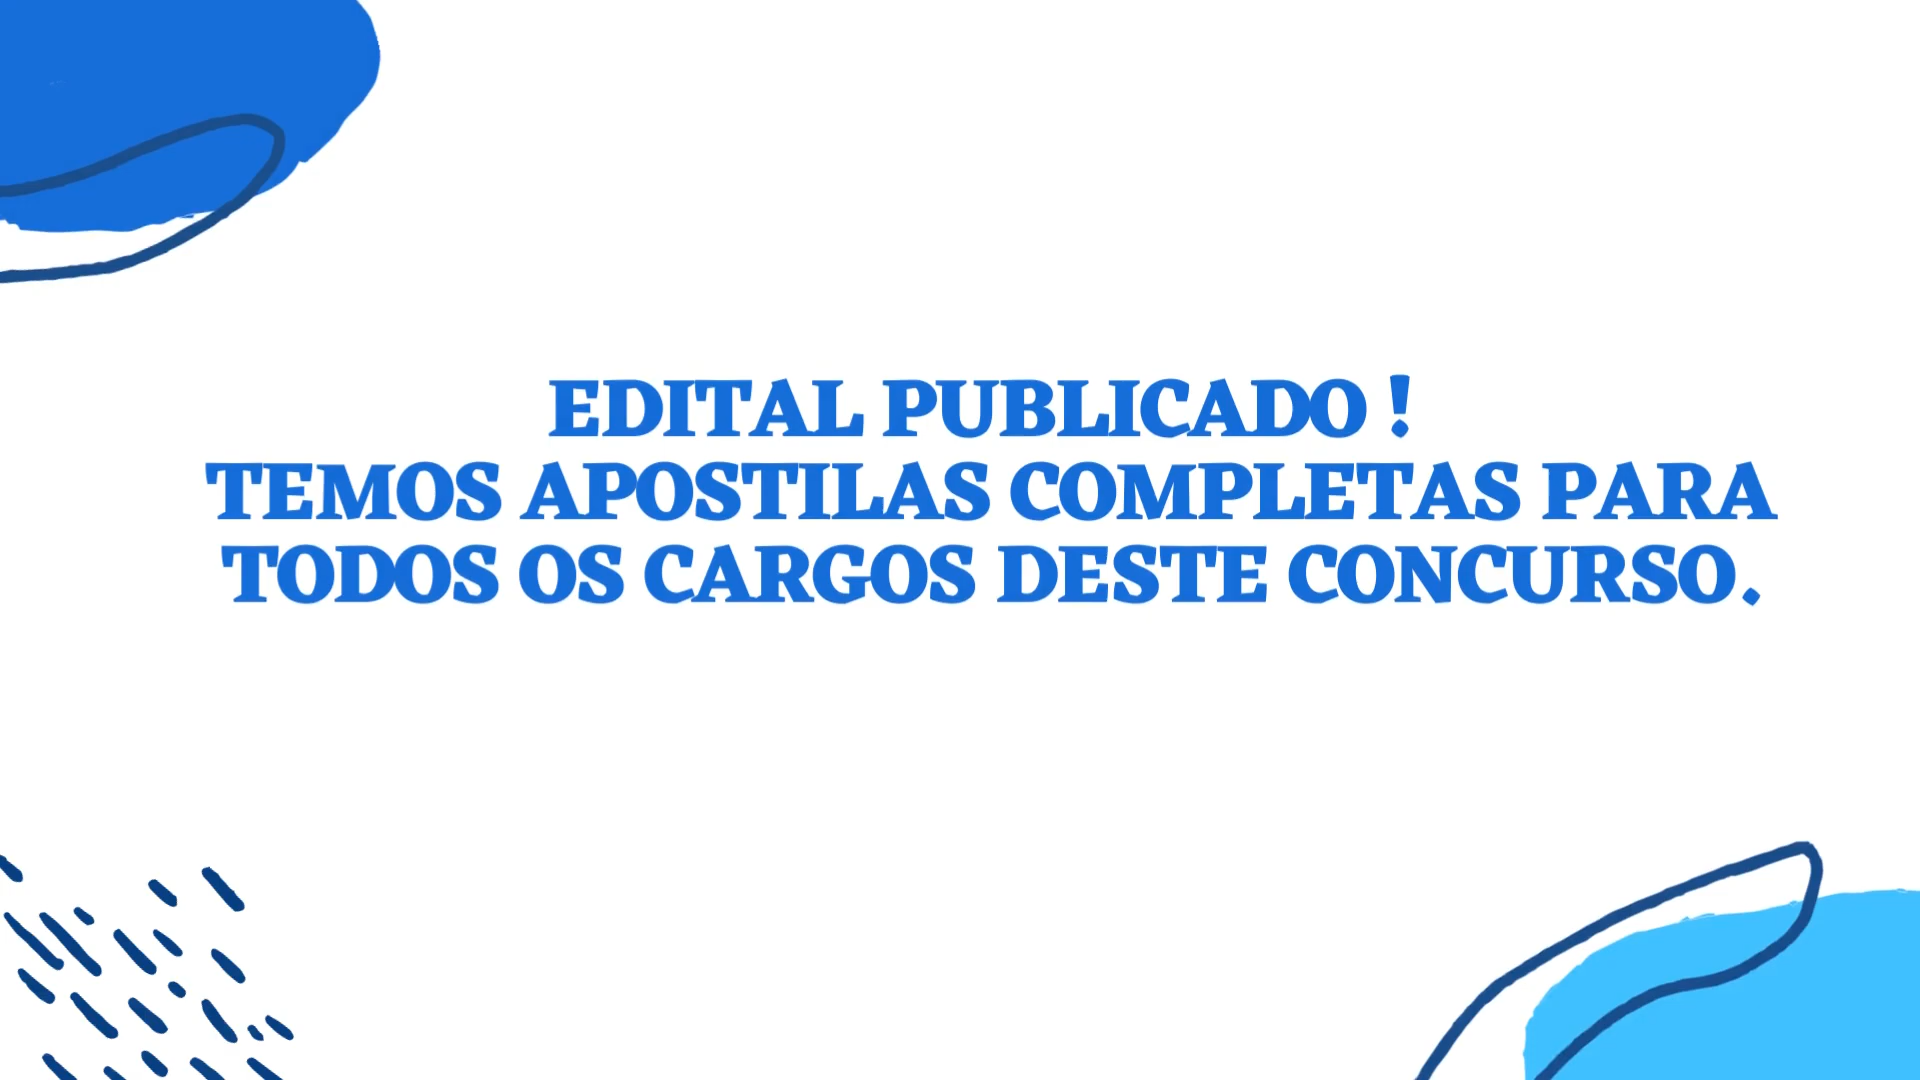 EDITAL PUBLICADO !
TEMOS APOSTILAS COMPLETAS PARA
TODOS OS CARGOS DESTE CONCURSO.